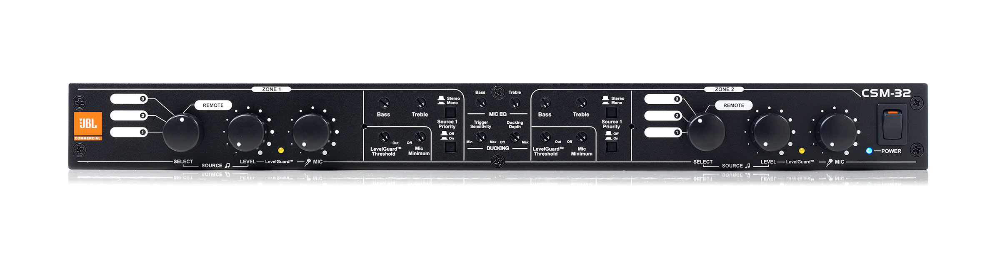 ZONE 1
3
2
1
REMOTE
JBL
COMMERCIAL
SELECT
SOURCE
LEVEL
LevelGuard™
MIC
Bass
Treble
Stereo
Mono
Source 1
Priority
Off
On
Out
Off
LevelGuard™
Threshold
Mic
Minimum
Bass
Treble
MIC EQ
Trigger
Sensitivity
Ducking
Depth
Min
Max
Off
Max
DUCKING
Bass
Treble
Stereo
Mono
Source 1
Priority
Off
On
Out
Off
LevelGuard™
Threshold
Mic
Minimum
ZONE 2
3
2
1
REMOTE
SELECT
SOURCE
LEVEL
LevelGuard™
MIC
CSM-32
POWER